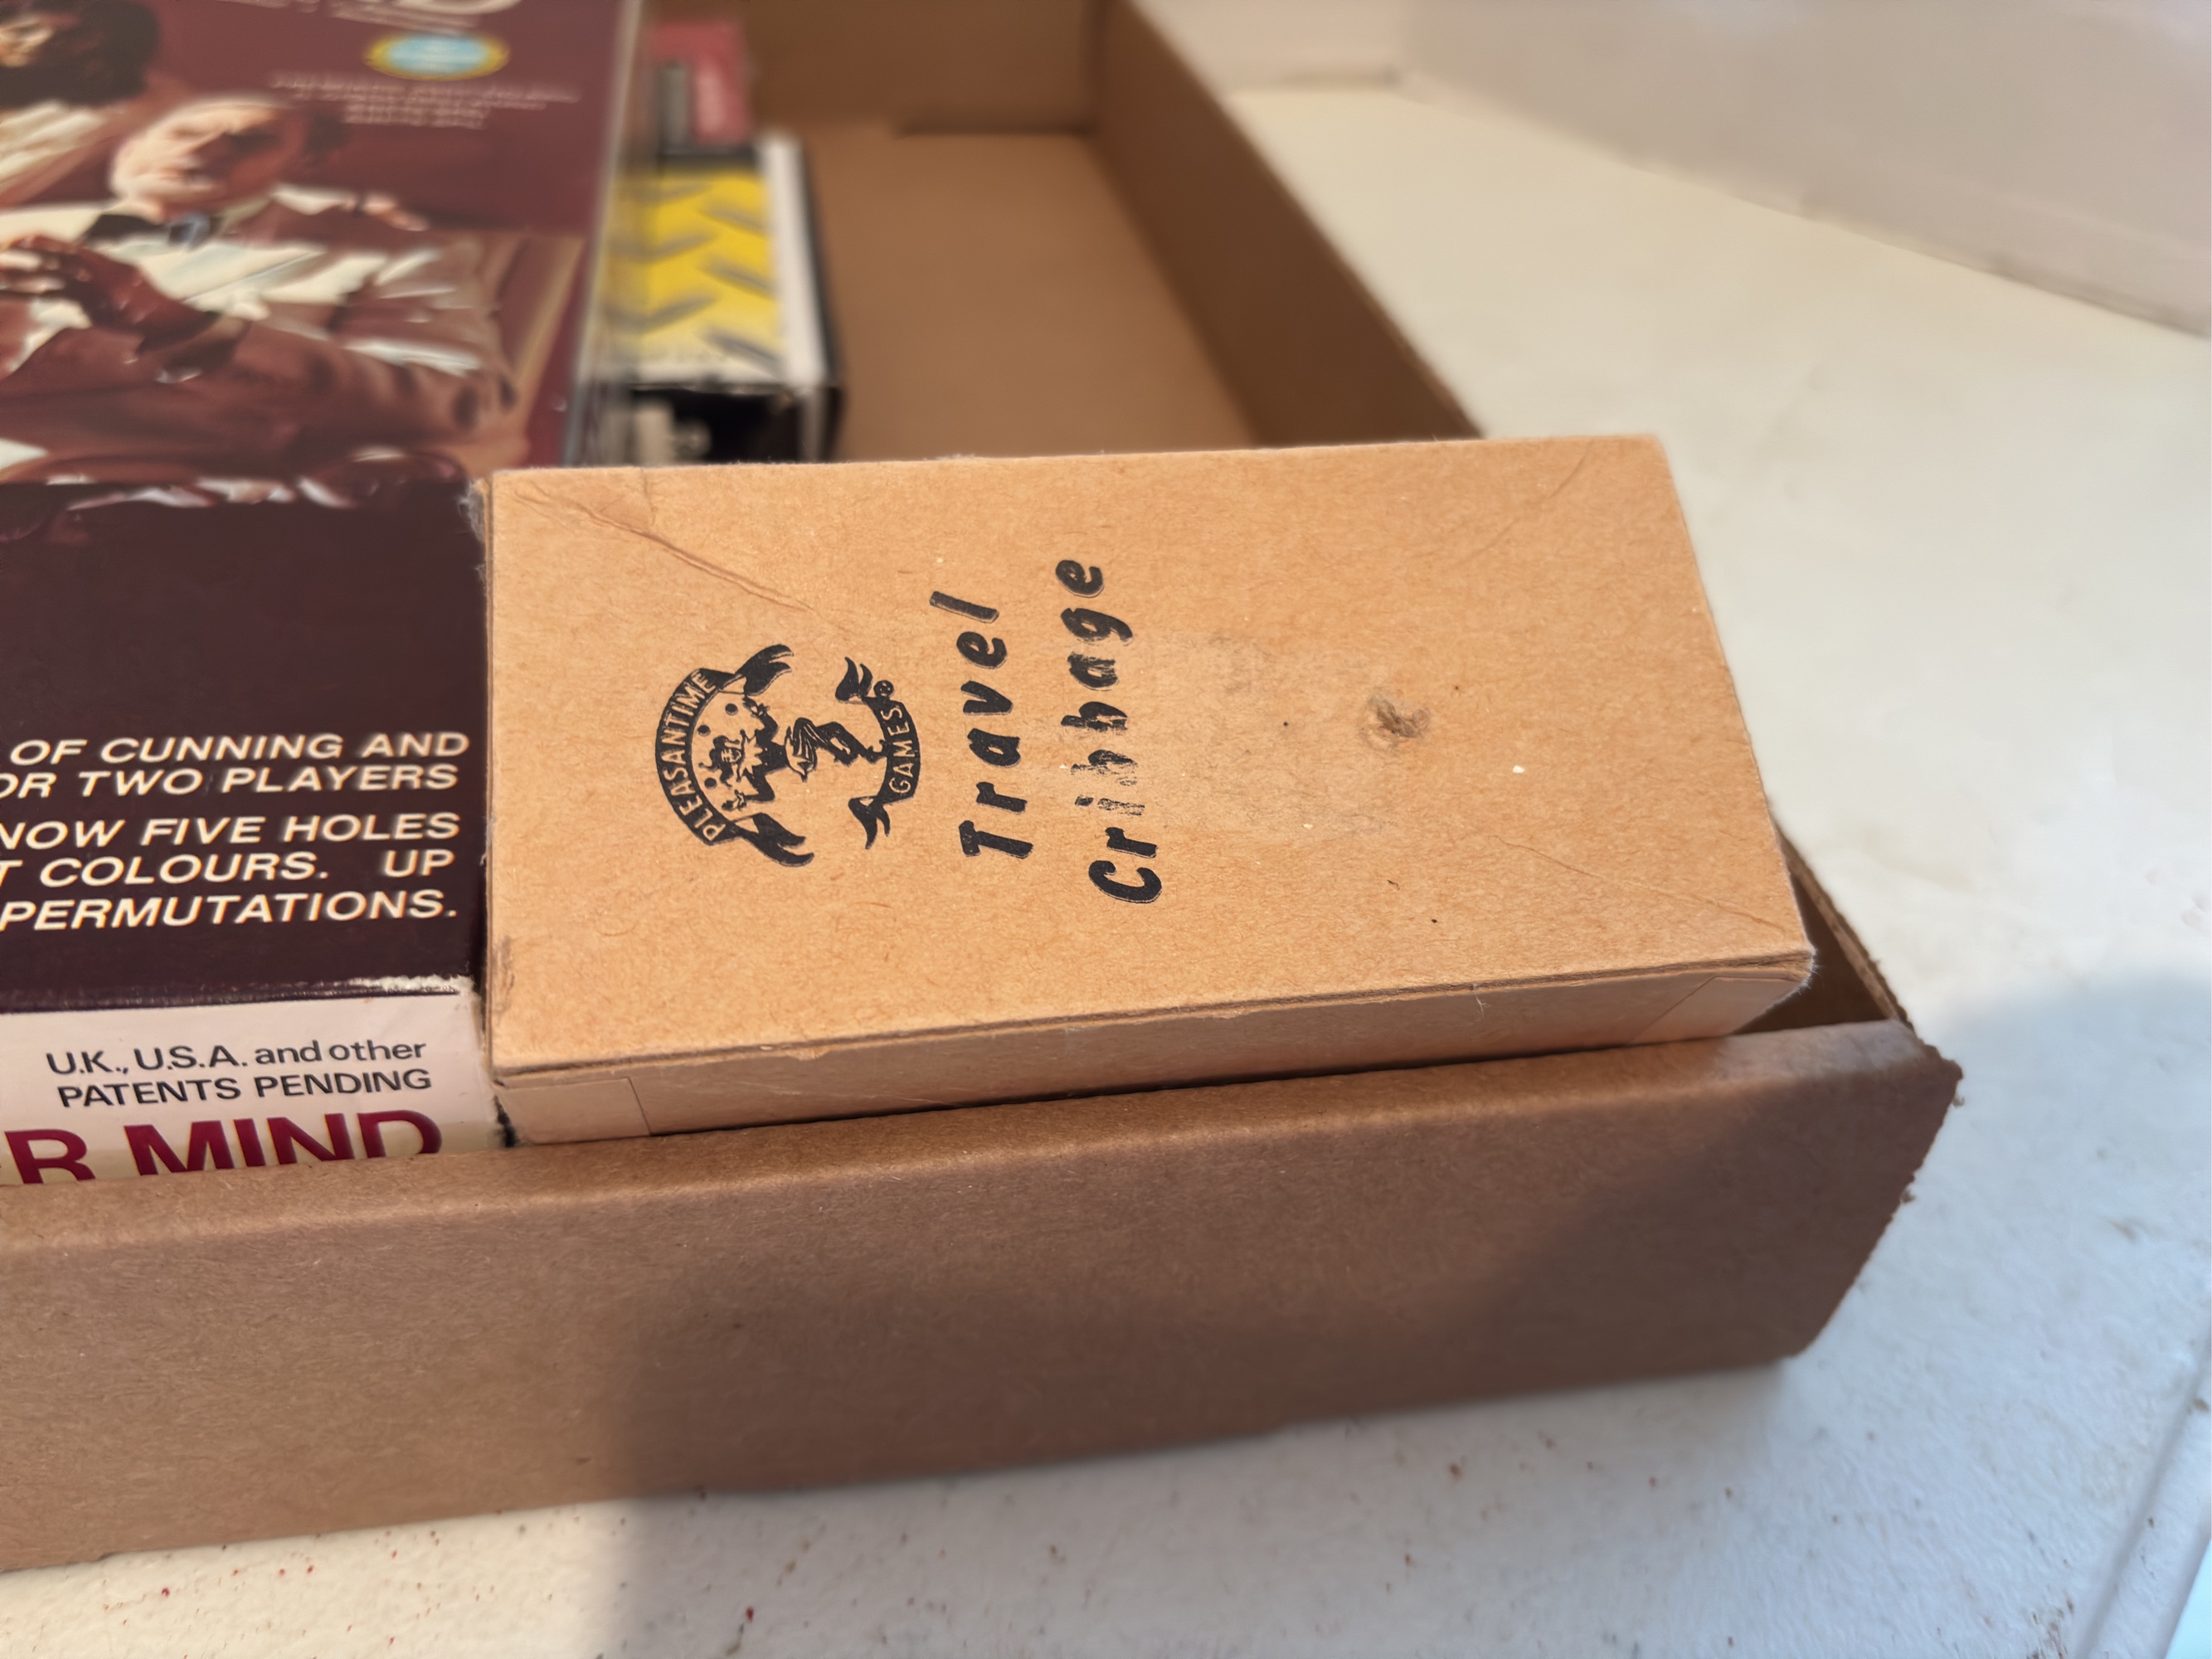 OF CUNNING AND
OR TWO PLAYERS
NOW FIVE HOLES
T COLOURS. UP
PERMUTATIONS.
U.K., U.S.A. and other
PATENTS PENDING
R MIND
PLEASANTIME
GAMES®
Travel
Cribbage